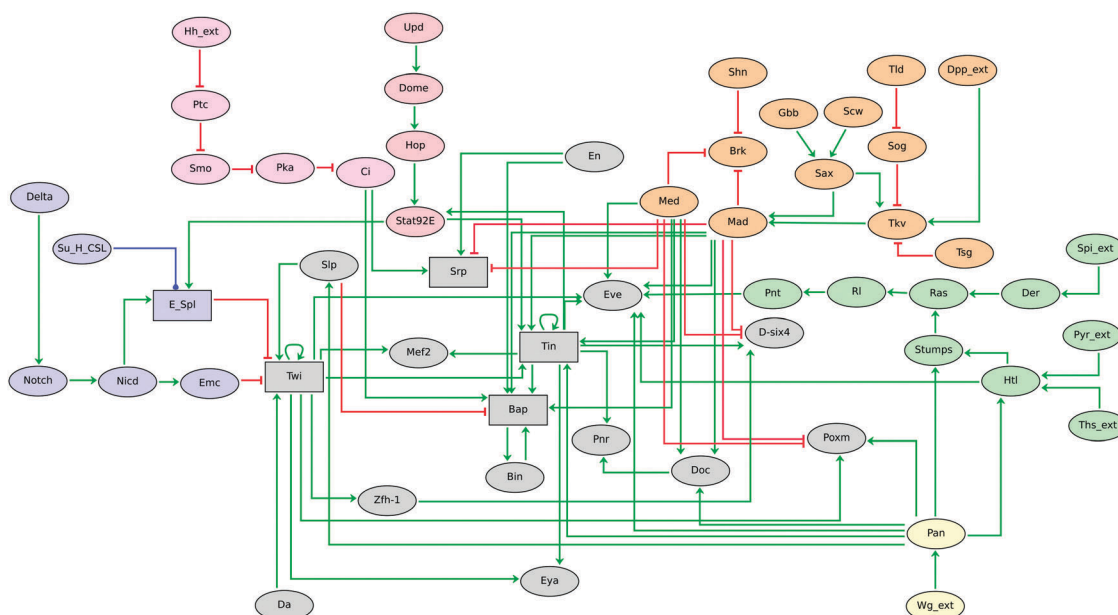 Hh_ext
Upd
Shn
Tld
Dpp_ext
Dome
Ptc
Gbb
Scw
Hop
Brk
Sog
En
Smo
Pka
Ci
Sax
Delta
Med
Stat92E
Mad
Tkv
Su_H_CSL
Tsg
Spi_ext
Slp
Srp
E_Spl
Eve
Pnt
Rl
Ras
Der
D-six4
Pyr_ext
Mef2
Tin
Stumps
Twi
Notch
Nicd
Emc
Htl
Bap
Ths_ext
Pnr
Poxm
Bin
Doc
Zfh-1
Pan
Eya
Da
Wg_ext